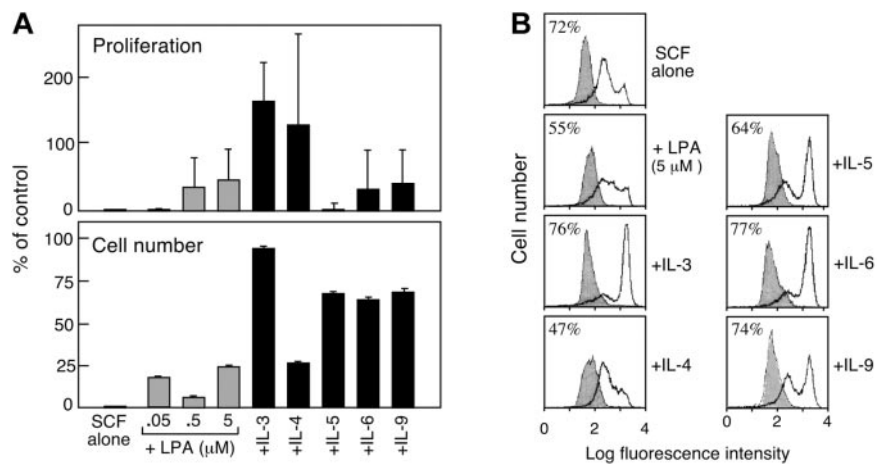 A
Proliferation
200
100
0
Cell number
100
75
50
25
0
% of control
SCF
alone
.05 .5 5
+ LPA (µM)
+IL-3
+IL-4
+IL-5
+IL-6
+IL-9
B
72%
SCF
alone
55%
+ LPA
(5 µM )
64%
+IL-5
76%
+IL-3
77%
+IL-6
47%
+IL-4
74%
+IL-9
Cell number
0 2 4
0 2 4
Log fluorescence intensity